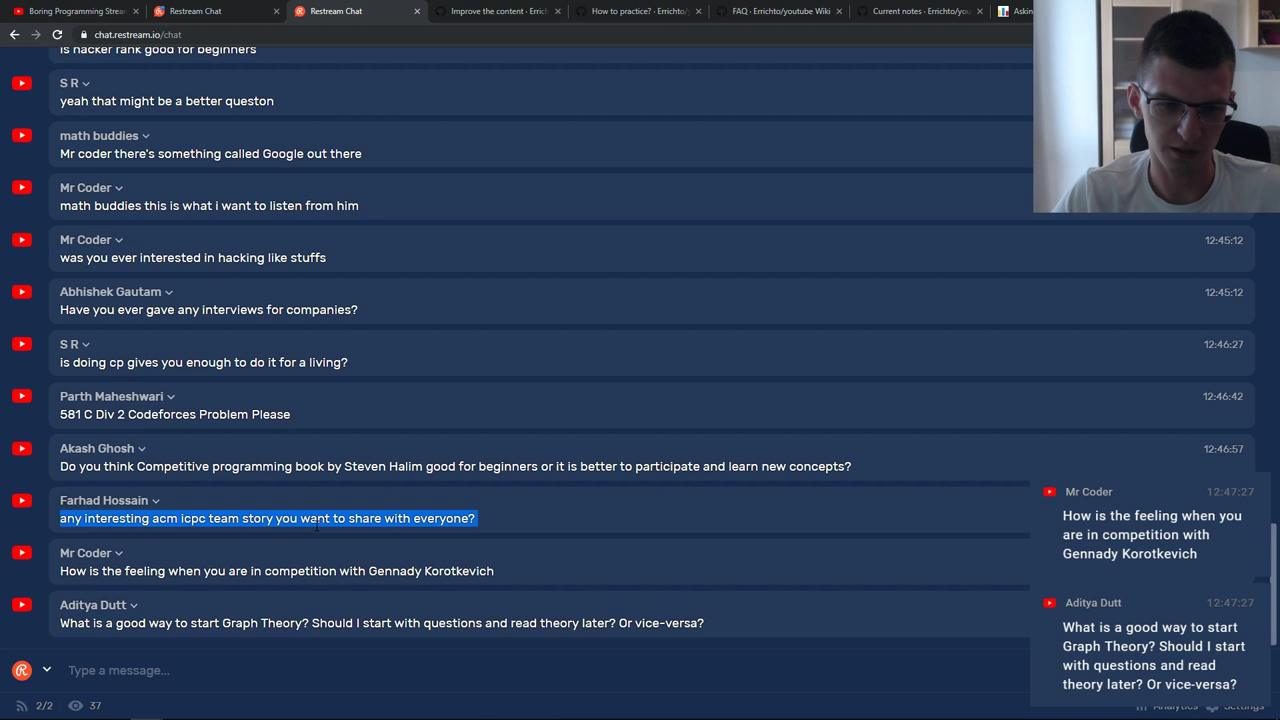 Boring Programming Strea
Restream Chat
Restream Chat
Improve the content · Errich
How to practice? · Errichto/y
FAQ · Errichto/youtube Wiki
Current notes · Errichto/you
Askin
chat.restream.io/chat
is hacker rank good for beginners
S R
yeah that might be a better queston
math buddies
Mr coder there's something called Google out there
Mr Coder
math buddies this is what i want to listen from him
Mr Coder
12:45:12
was you ever interested in hacking like stuffs
Abhishek Gautam
12:45:12
Have you ever gave any interviews for companies?
S R
12:46:27
is doing cp gives you enough to do it for a living?
Parth Maheshwari
12:46:42
581 C Div 2 Codeforces Problem Please
Akash Ghosh
12:46:57
Do you think Competitive programming book by Steven Halim good for beginners or it is better to participate and learn new concepts?
Farhad Hossain
any interesting acm icpc team story you want to share with everyone?
Mr Coder
How is the feeling when you are in competition with Gennady Korotkevich
Aditya Dutt
What is a good way to start Graph Theory? Should I start with questions and read theory later? Or vice-versa?
Mr Coder
12:47:27
How is the feeling when you
are in competition with
Gennady Korotkevich
Aditya Dutt
12:47:27
What is a good way to start
Graph Theory? Should I start
with questions and read
theory later? Or vice-versa?
Type a message...
2/2
37
Analytics
Settings